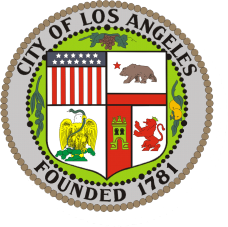 CITY OF LOS ANGELES
FOUNDED 1781